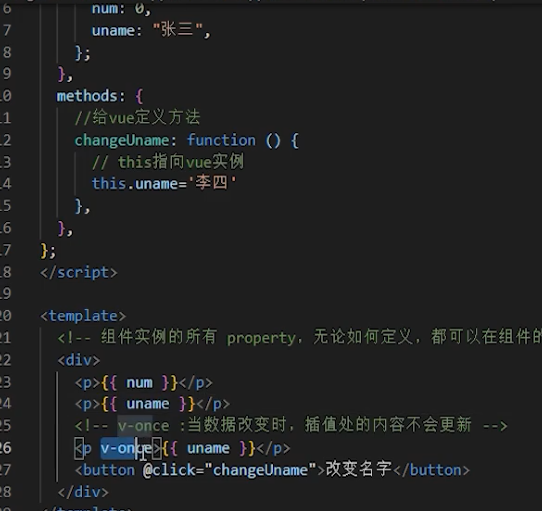 6 num: 0,
7 uname: "张三",
8 };
9 },
10 methods: {
11 //给vue定义方法
12 changeUname: function () {
13 // this指向vue实例
14 this.uname='李四'
15 },
16 },
17 };
18 </script>
19
20 <template>
21 <!-- 组件实例的所有 property，无论如何定义，都可以在组件的
22 <div>
23 <p>{{ num }}</p>
24 <p>{{ uname }}</p>
25 <!-- v-once :当数据改变时，插值处的内容不会更新 -->
26 <p v-once>{{ uname }}</p>
27 <button @click="changeUname">改变名字</button>
28 </div>
</template>